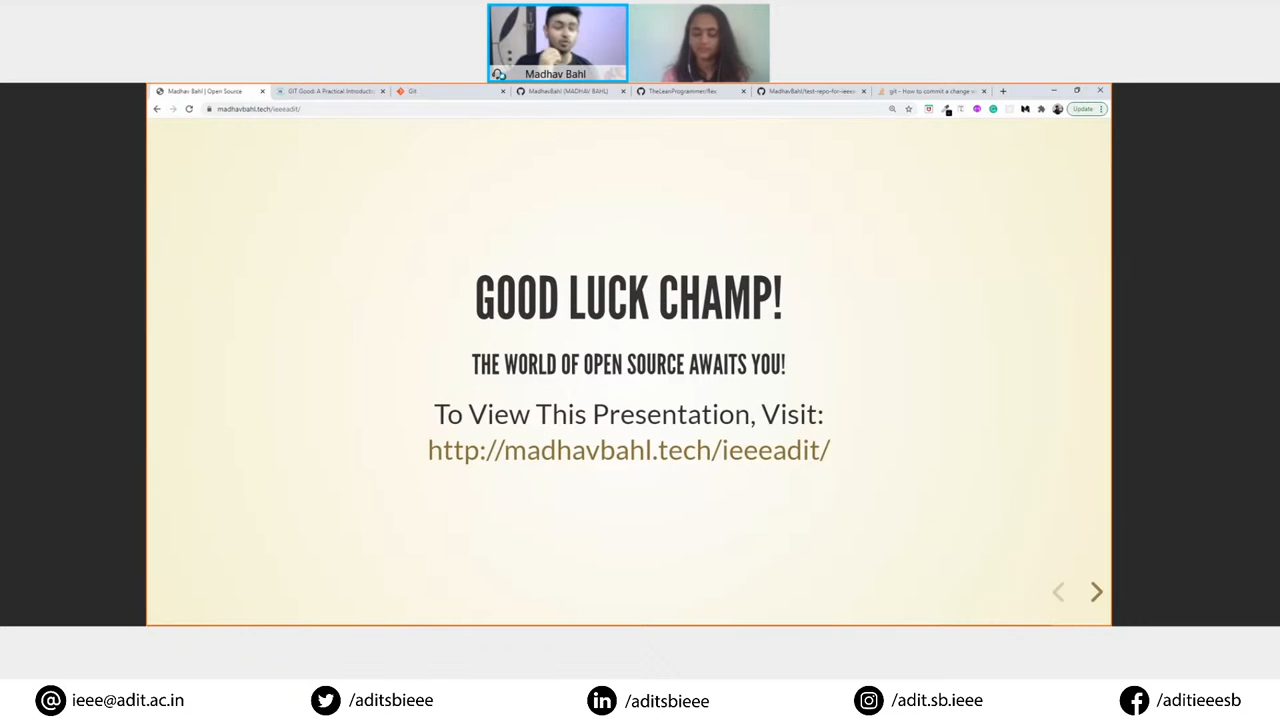 Madhav Bahl
Madhav Bahl | Open Source
GIT Good: A Practical Introductio
Git
MadhavBahl (MADHAV BAHL)
TheLeanProgrammer/flex
MadhavBahl/test-repo-for-ieee
git - How to commit a change w
madhavbahl.tech/ieeeadit/
Update
GOOD LUCK CHAMP!
THE WORLD OF OPEN SOURCE AWAITS YOU!
To View This Presentation, Visit:
http://madhavbahl.tech/ieeeadit/
ieee@adit.ac.in
/aditsbieee
/aditsbieee
/adit.sb.ieee
/aditieeesb